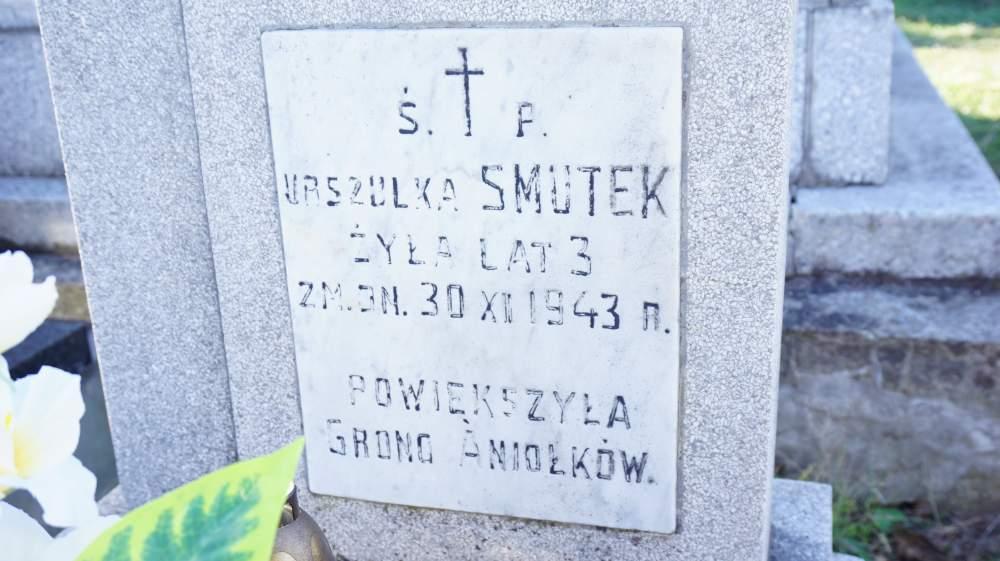 Ś. P.
URSZULKA SMUTEK
ŻYŁA LAT 3
ZM. DN. 30 XII 1943 R.
POWIĘKSZYŁA
GRONO ANIOŁKÓW.